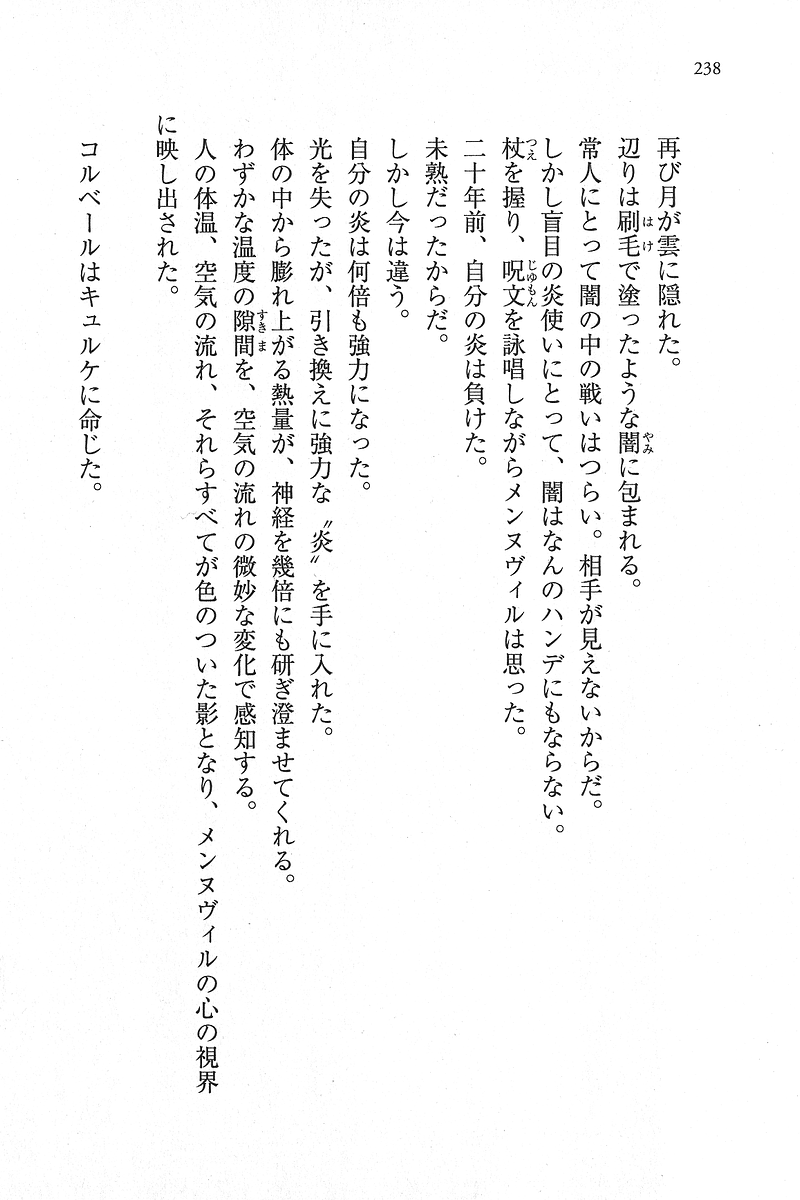 238
再び月が雲に隠れた。
辺りは刷毛で塗ったような闇に包まれる。
常人にとって闇の中の戦いはつらい。相手が見えないからだ。
しかし盲目の炎使いにとって、闇はなんのハンデにもならない。
杖を握り、呪文を詠唱しながらメンヌヴィルは思った。
二十年前、自分の炎は負けた。
未熟だったからだ。
しかし今は違う。
自分の炎は何倍も強力になった。
光を失ったが、引き換えに強力な〝炎〟を手に入れた。
体の中から膨れ上がる熱量が、神経を幾倍にも研ぎ澄ませてくれる。
わずかな温度の隙間を、空気の流れの微妙な変化で感知する。
人の体温、空気の流れ、それらすべてが色のついた影となり、メンヌヴィルの心の視界
に映し出された。
コルベールはキュルケに命じた。